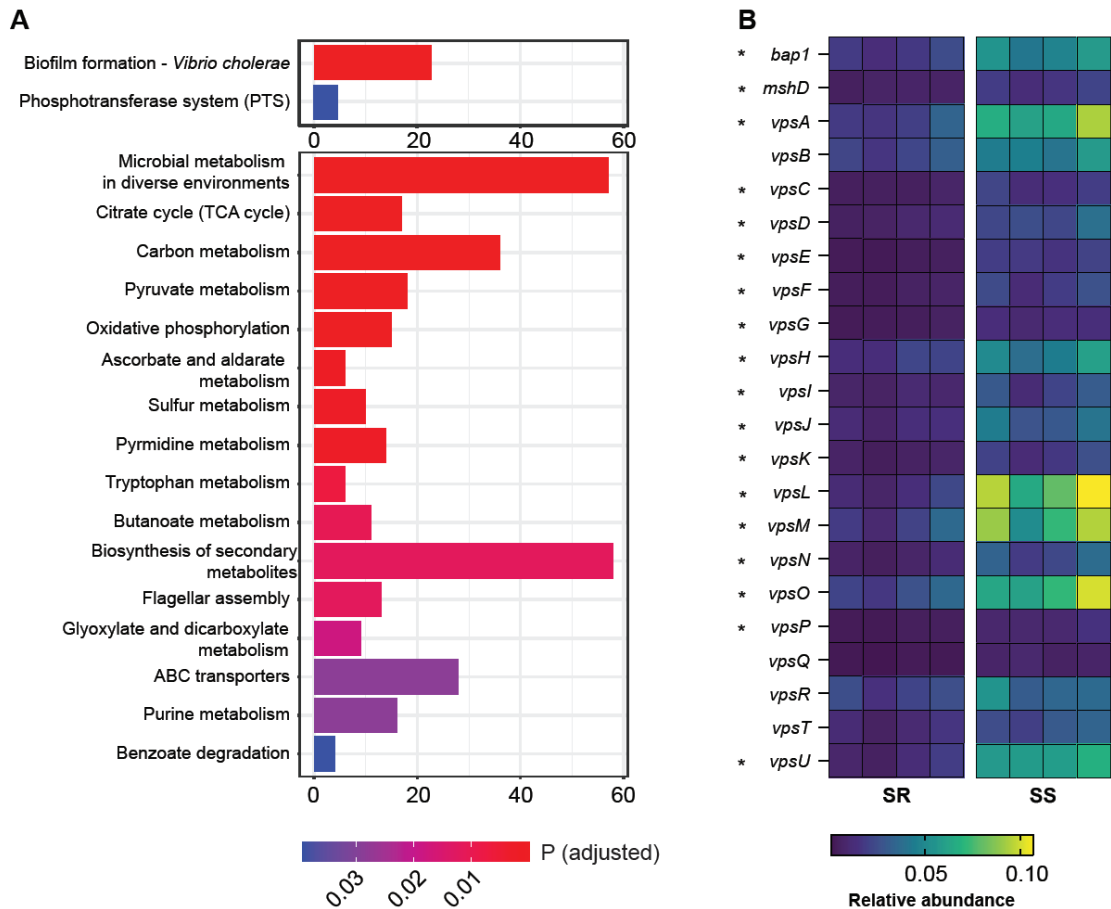 A
Biofilm formation - Vibrio cholerae
Phosphotransferase system (PTS)
0 20 40 60
Microbial metabolism
in diverse environments
Citrate cycle (TCA cycle)
Carbon metabolism
Pyruvate metabolism
Oxidative phosphorylation
Ascorbate and aldarate
metabolism
Sulfur metabolism
Pyrmidine metabolism
Tryptophan metabolism
Butanoate metabolism
Biosynthesis of secondary
metabolites
Flagellar assembly
Glyoxylate and dicarboxylate
metabolism
ABC transporters
Purine metabolism
Benzoate degradation
0 20 40 60
P (adjusted)
0.03 0.02 0.01
B
* bap1
* mshD
* vpsA
vpsB
* vpsC
* vpsD
* vpsE
* vpsF
* vpsG
* vpsH
* vpsI
* vpsJ
* vpsK
* vpsL
* vpsM
* vpsN
* vpsO
* vpsP
vpsQ
vpsR
vpsT
* vpsU
SR SS
0.05 0.10
Relative abundance